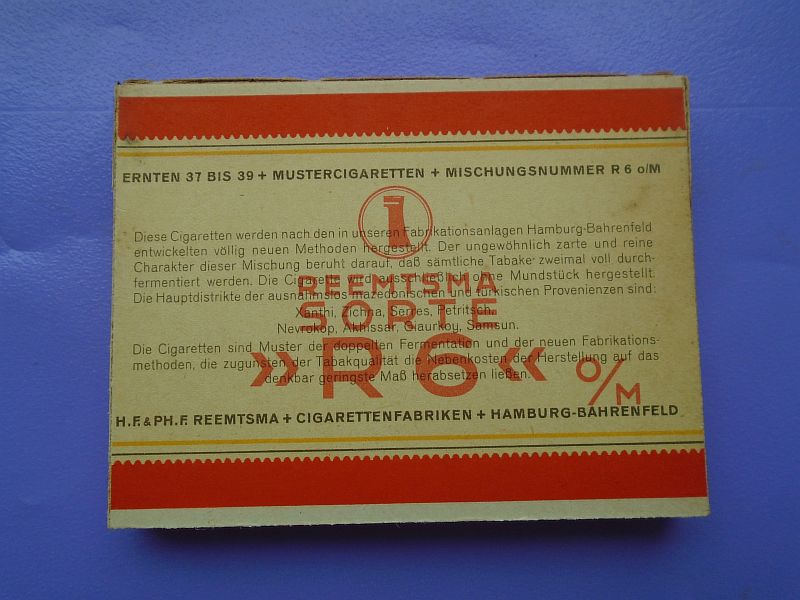 ERNTEN 37 BIS 39 + MUSTERCIGARETTEN + MISCHUNGSNUMMER R 6 o/M
Diese Cigaretten werden nach den in unseren Fabrikationsanlagen Hamburg-Bahrenfeld
entwickelten völlig neuen Methoden hergestellt. Der ungewöhnlich zarte und reine
Charakter dieser Mischung beruht darauf, daß sämtliche Tabake zweimal voll durch-
fermentiert werden. Die Cigarette wird ausschließlich ohne Mundstück hergestellt.
Die Hauptdistrikte der ausnahmslos mazedonischen und türkischen Provenienzen sind:
Xanthi, Zichna, Serres, Petritsch,
Nevrokop, Akhissar, Giaurkoy, Samsun.
Die Cigaretten sind Muster der doppelten Fermentation und der neuen Fabrikations-
methoden, die zugunsten der Tabakqualität die Nebenkosten der Herstellung auf das
denkbar geringste Maß herabsetzen ließen.
REEMTSMA
SORTE
»R6« o/M
H.F. & PH.F. REEMTSMA + CIGARETTENFABRIKEN + HAMBURG-BAHRENFELD